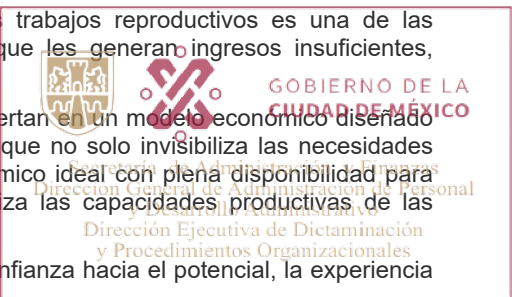 trabajos reproductivos es una de las
que les generan ingresos insuficientes,
GOBIERNO DE LA
CIUDAD DE MÉXICO
ertan en un modelo económico diseñado
que no solo invisibiliza las necesidades
Secretaría de Administración y Finanzas
mico ideal con plena disponibilidad para
Dirección General de Administración de Personal
y Desarrollo Administrativo
iza las capacidades productivas de las
Dirección Ejecutiva de Dictaminación
y Procedimientos Organizacionales
nfianza hacia el potencial, la experiencia